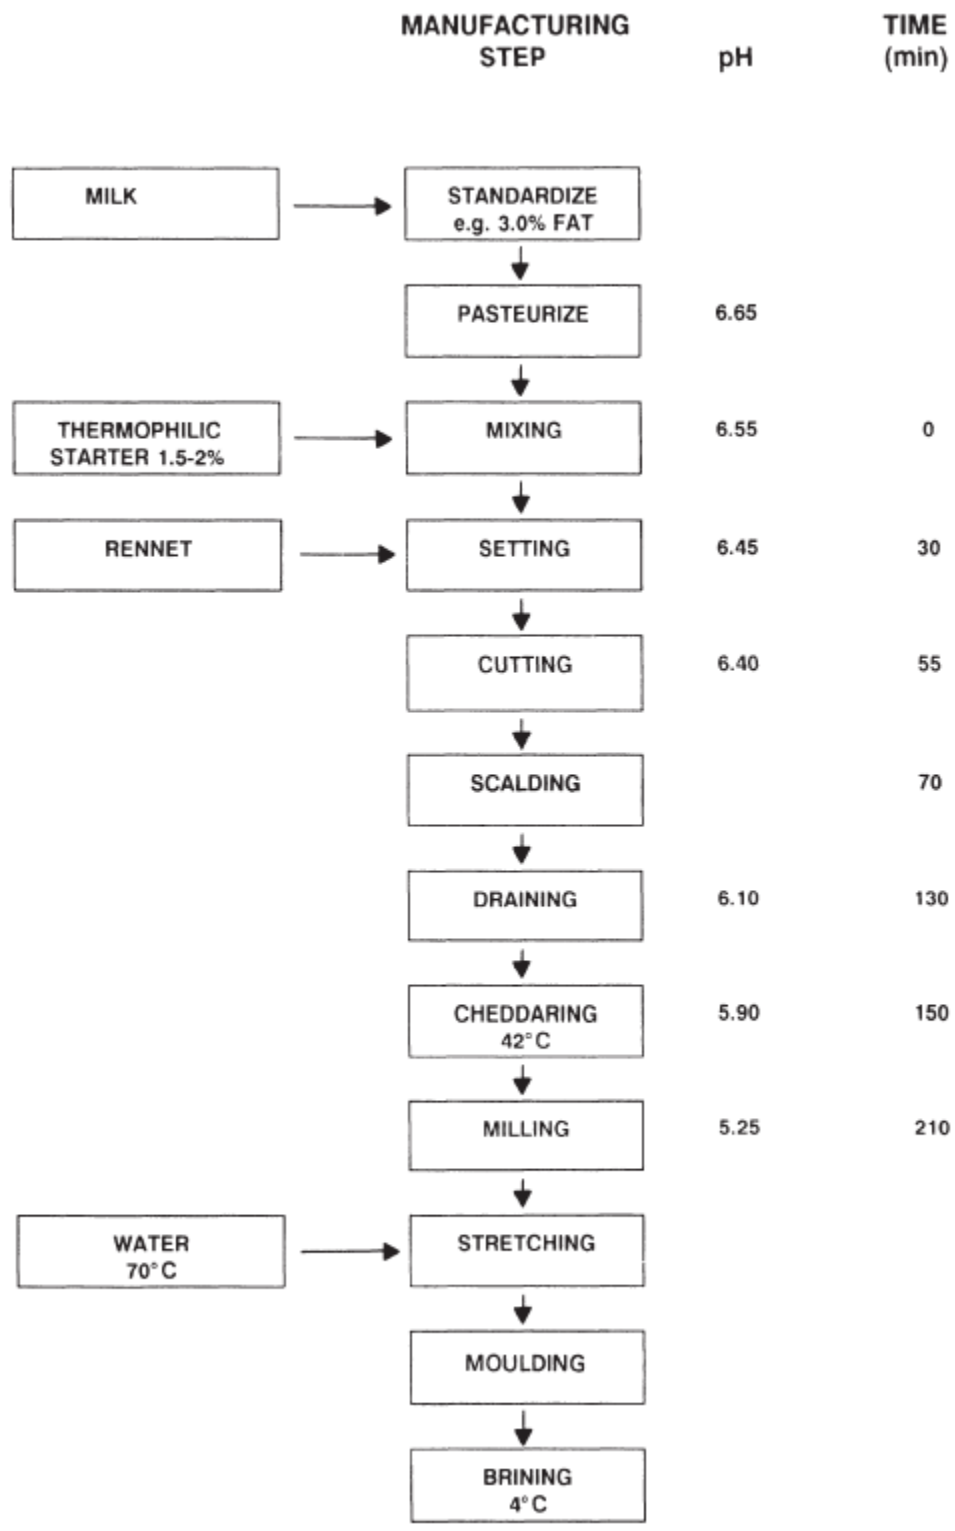 MANUFACTURING STEP pH TIME (min)
MILK
STANDARDIZE
e.g. 3.0% FAT
PASTEURIZE 6.65
THERMOPHILIC
STARTER 1.5-2%
MIXING 6.55 0
RENNET
SETTING 6.45 30
CUTTING 6.40 55
SCALDING 70
DRAINING 6.10 130
CHEDDARING 5.90 150
42°C
MILLING 5.25 210
WATER
70°C
STRETCHING
MOULDING
BRINING
4°C